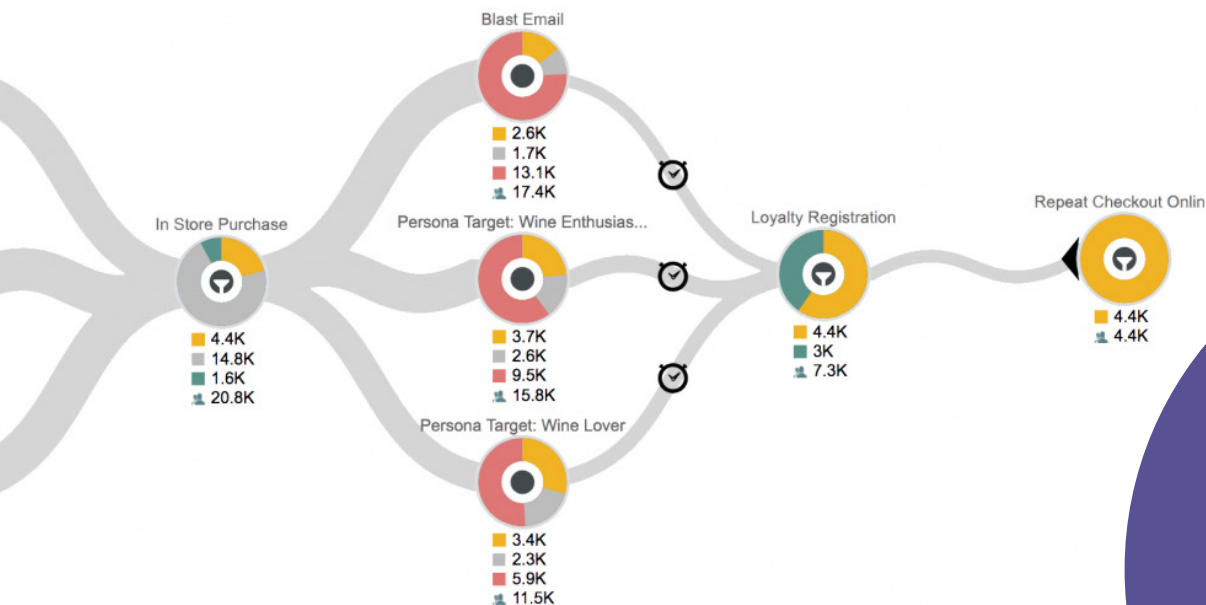 Blast Email
2.6K
1.7K
13.1K
17.4K
In Store Purchase
4.4K
14.8K
1.6K
20.8K
Persona Target: Wine Enthusias...
3.7K
2.6K
9.5K
15.8K
Persona Target: Wine Lover
3.4K
2.3K
5.9K
11.5K
Loyalty Registration
4.4K
3K
7.3K
Repeat Checkout Onlin
4.4K
4.4K